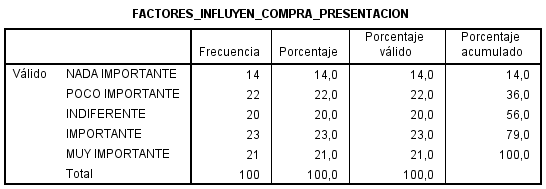 FACTORES_INFLUYEN_COMPRA_PRESENTACION
Frecuencia Porcentaje Porcentaje válido Porcentaje acumulado
Válido NADA IMPORTANTE 14 14,0 14,0 14,0
POCO IMPORTANTE 22 22,0 22,0 36,0
INDIFERENTE 20 20,0 20,0 56,0
IMPORTANTE 23 23,0 23,0 79,0
MUY IMPORTANTE 21 21,0 21,0 100,0
Total 100 100,0 100,0